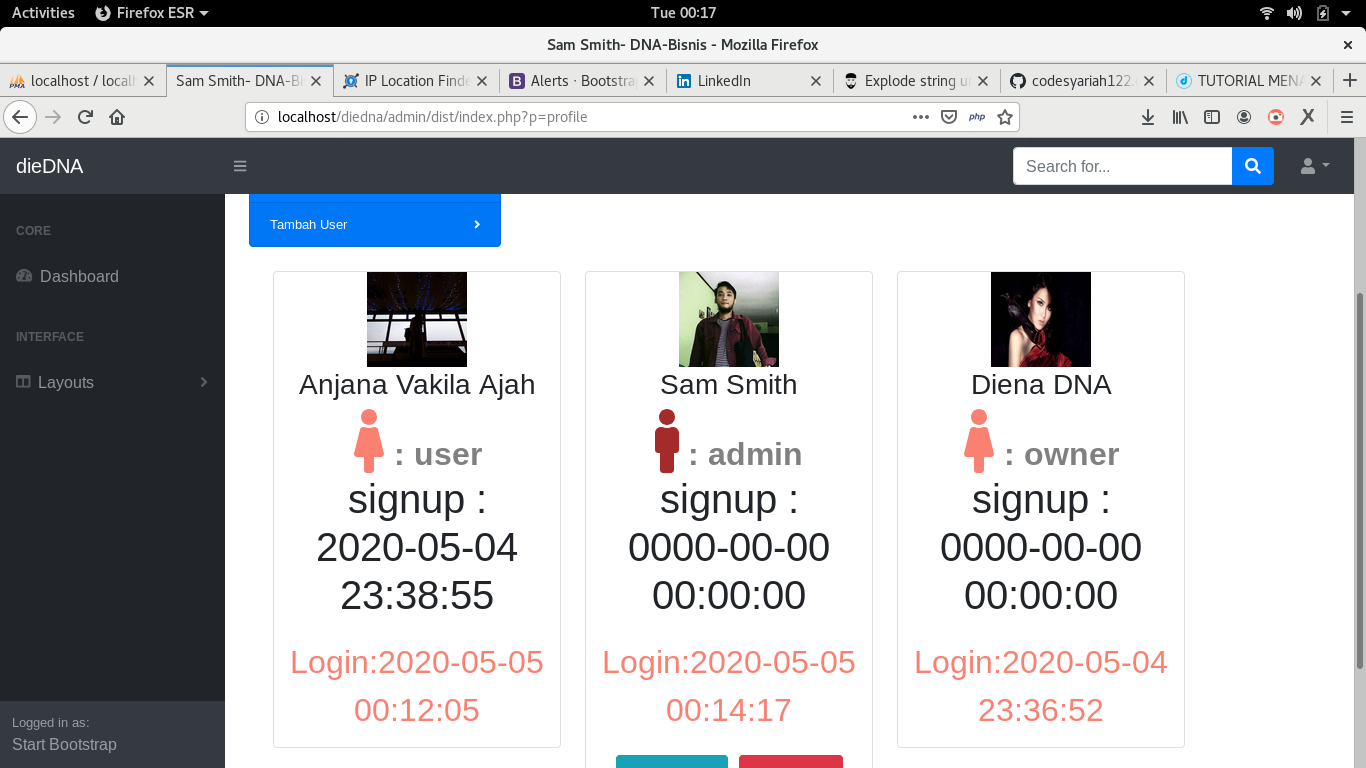 Activities Firefox ESR Tue 00:17
Sam Smith- DNA-Bisnis - Mozilla Firefox
localhost / localh Sam Smith- DNA-Bi IP Location Finde Alerts · Bootstra LinkedIn Explode string u codesyariah122 TUTORIAL MENA
localhost/diedna/admin/dist/index.php?p=profile php
dieDNA Search for...
Tambah User
CORE
Dashboard
INTERFACE
Layouts
Anjana Vakila Ajah
: user
signup :
2020-05-04
23:38:55
Login:2020-05-05
00:12:05
Sam Smith
: admin
signup :
0000-00-00
00:00:00
Login:2020-05-05
00:14:17
Diena DNA
: owner
signup :
0000-00-00
00:00:00
Login:2020-05-04
23:36:52
Logged in as:
Start Bootstrap